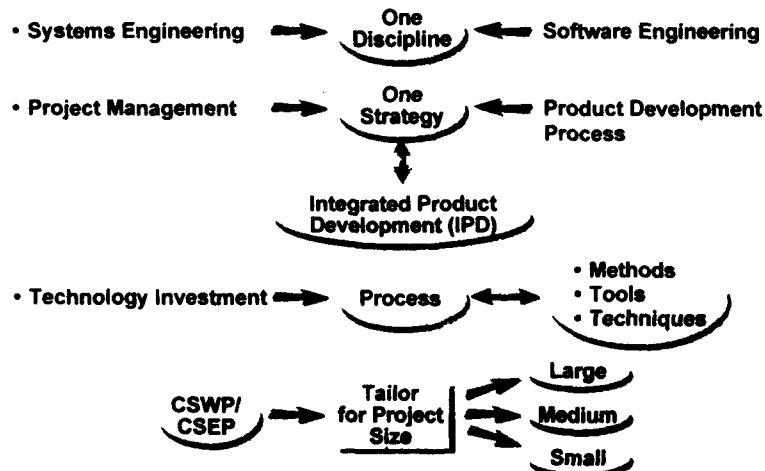 • Systems Engineering
One
Discipline
Software Engineering
• Project Management
One
Strategy
Product Development
Process
Integrated Product
Development (IPD)
• Technology Investment
Process
• Methods
• Tools
• Techniques
CSWP/
CSEP
Tailor
for Project
Size
Large
Medium
Small